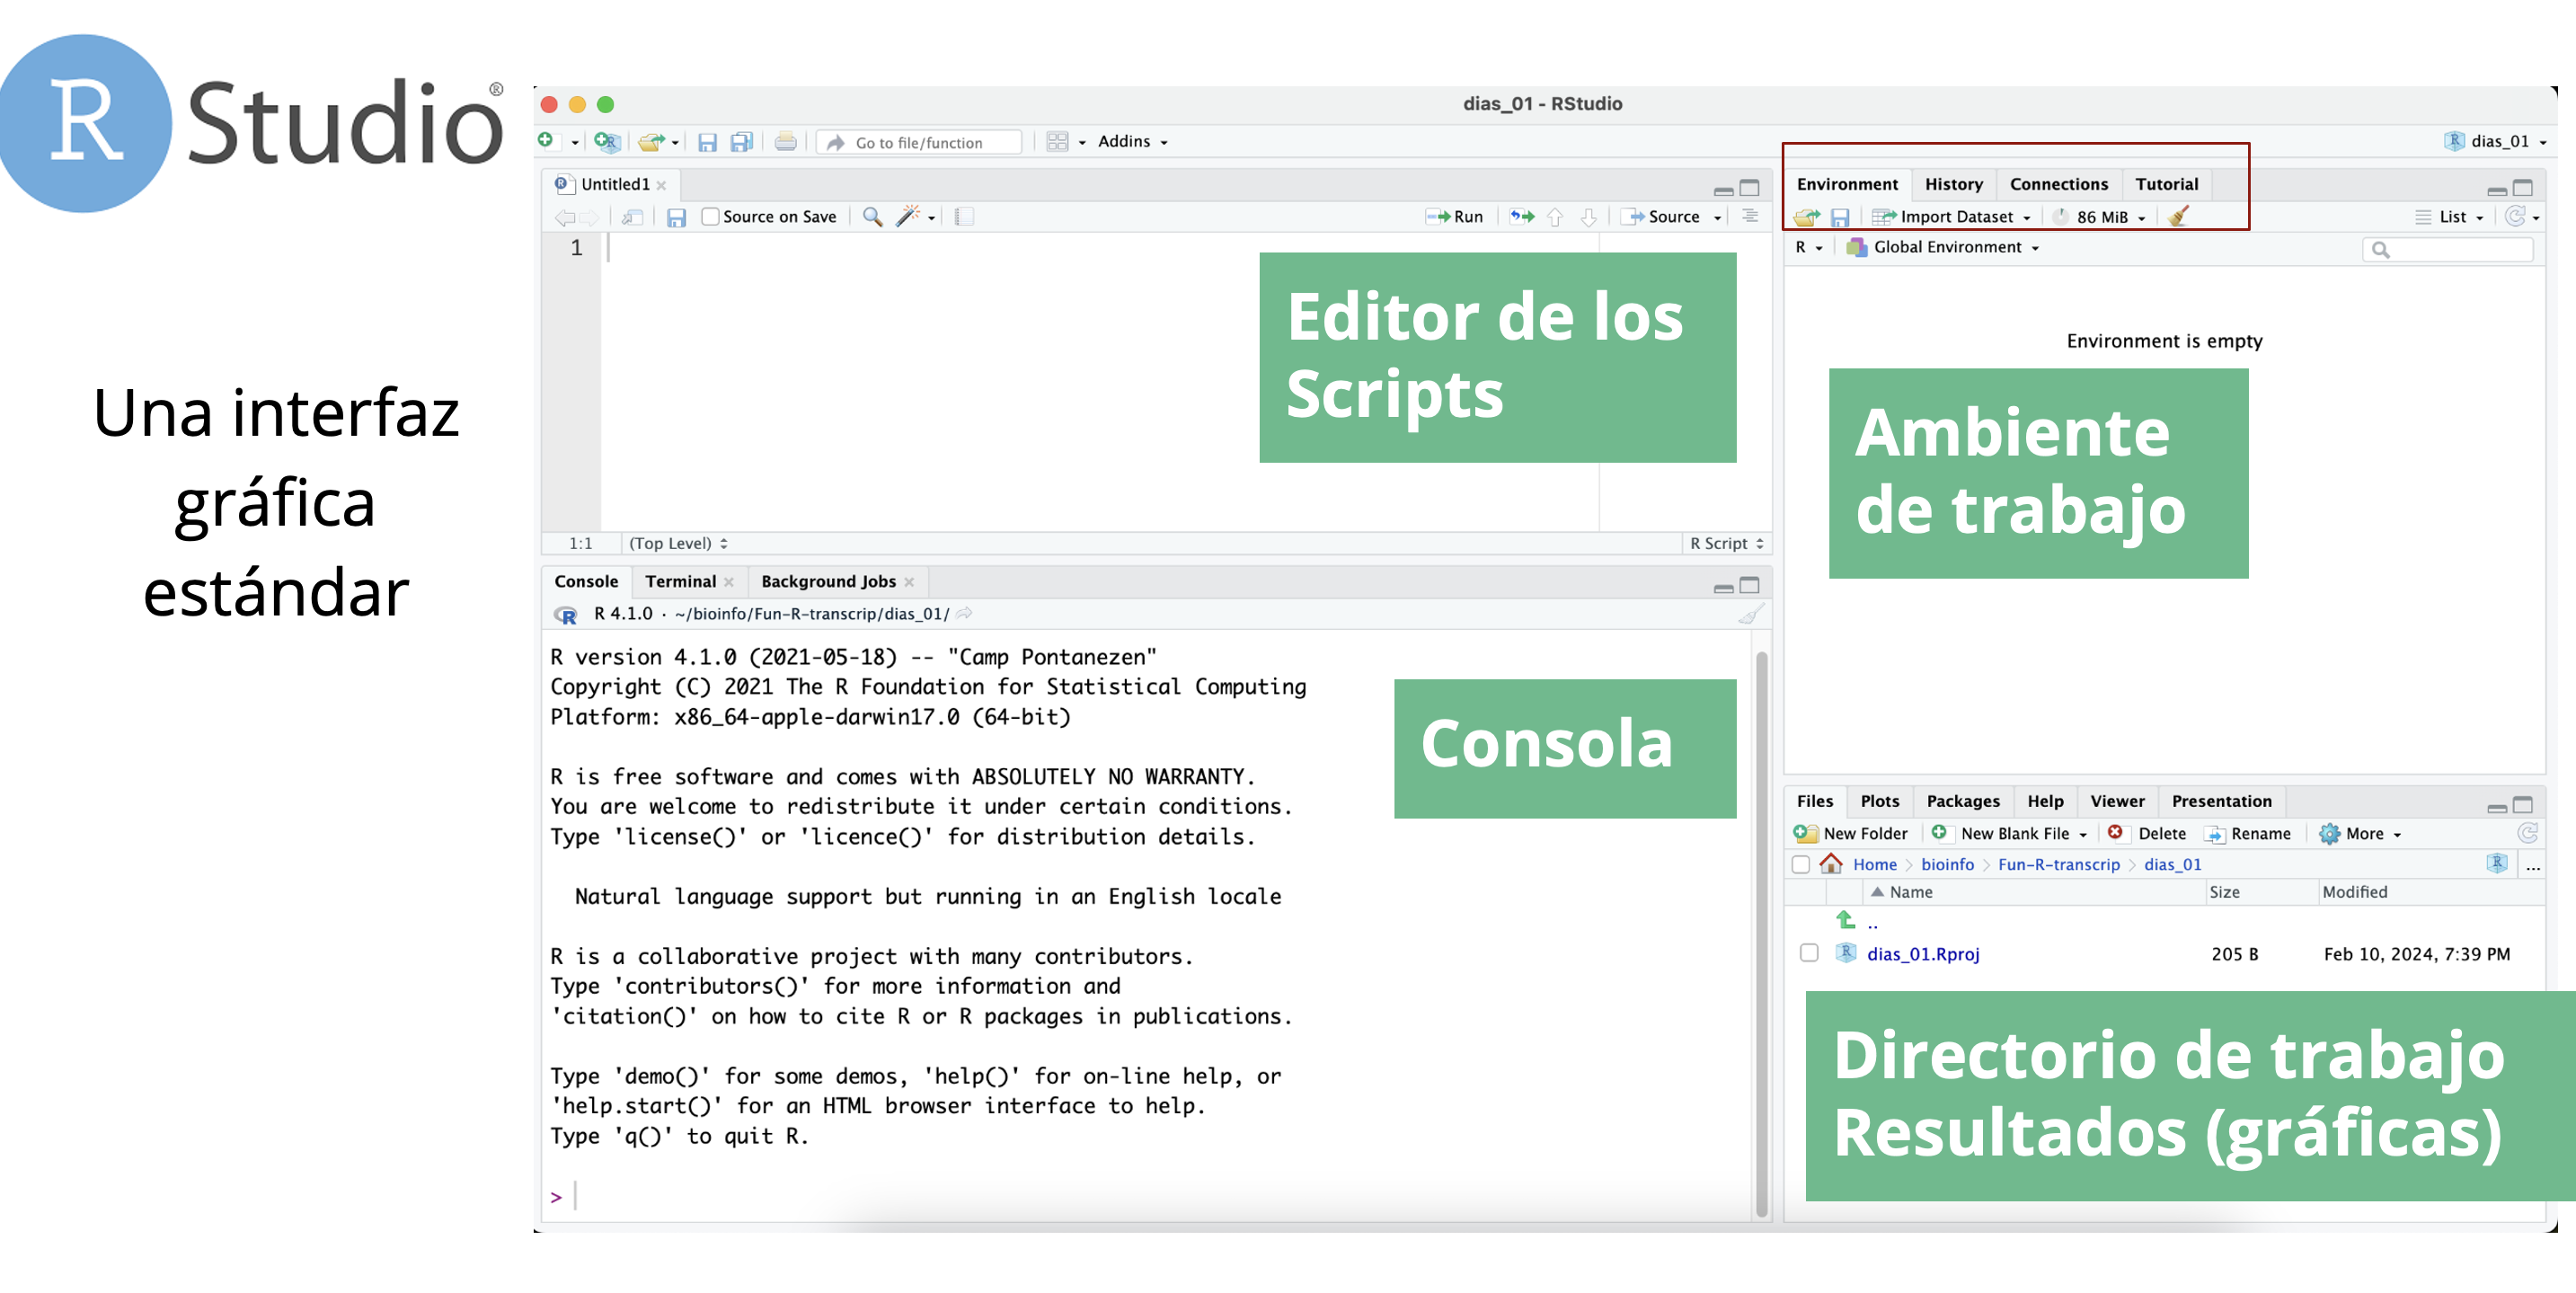 R Studio®
Una interfaz
gráfica
estándar
dias_01 - RStudio
Go to file/function
Addins
dias_01
R Untitled1
Source on Save
Run
Source
1
Editor de los
Scripts
1:1 (Top Level)
R Script
Console Terminal Background Jobs
R 4.1.0 · ~/bioinfo/Fun-R-transcrip/dias_01/
R version 4.1.0 (2021-05-18) -- "Camp Pontanezen"
Copyright (C) 2021 The R Foundation for Statistical Computing
Platform: x86_64-apple-darwin17.0 (64-bit)
R is free software and comes with ABSOLUTELY NO WARRANTY.
You are welcome to redistribute it under certain conditions.
Type 'license()' or 'licence()' for distribution details.
Natural language support but running in an English locale
R is a collaborative project with many contributors.
Type 'contributors()' for more information and
'citation()' on how to cite R or R packages in publications.
Type 'demo()' for some demos, 'help()' for on-line help, or
'help.start()' for an HTML browser interface to help.
Type 'q()' to quit R.
>
Consola
Environment History Connections Tutorial
Import Dataset 86 MiB
List
R Global Environment
Environment is empty
Ambiente
de trabajo
Files Plots Packages Help Viewer Presentation
New Folder New Blank File Delete Rename More
Home > bioinfo > Fun-R-transcrip > dias_01
R ...
Name Size Modified
..
dias_01.Rproj 205 B Feb 10, 2024, 7:39 PM
Directorio de trabajo
Resultados (gráficas)